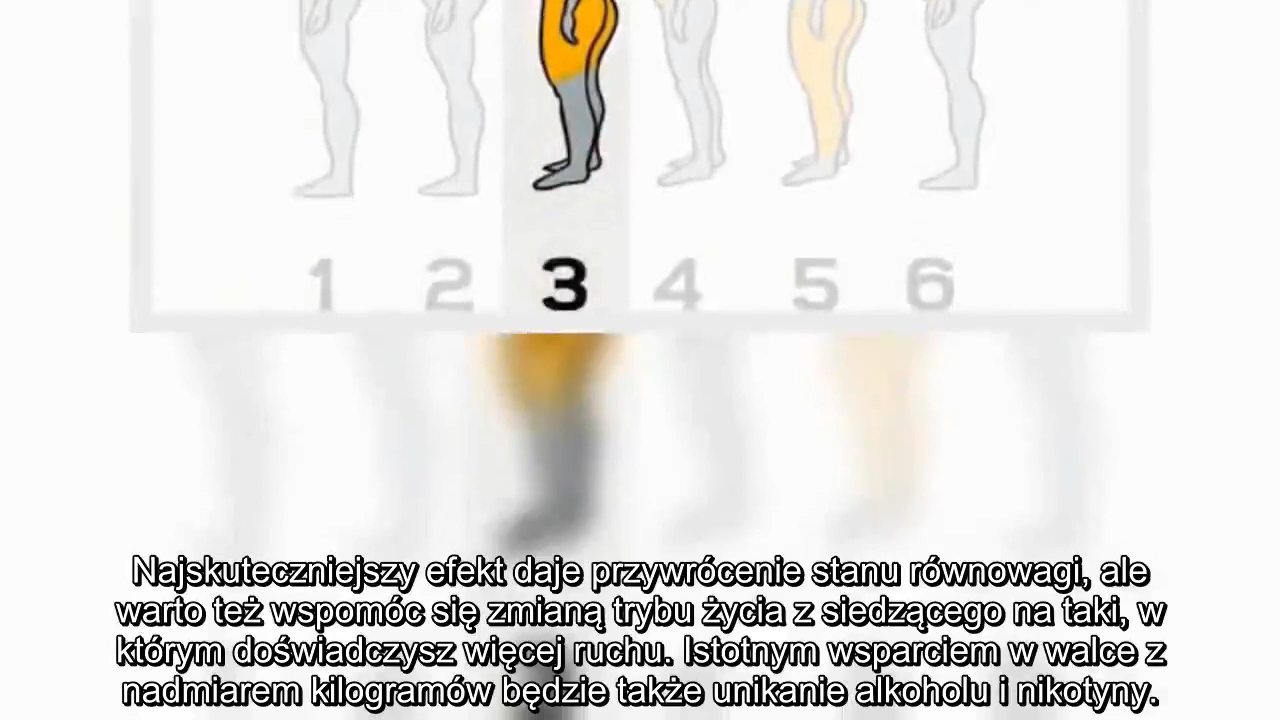 1 2 3 4 5 6
Najskuteczniejszy efekt daje przywrócenie stanu równowagi, ale
warto też wspomóc się zmianą trybu życia z siedzącego na taki, w
którym doświadczysz więcej ruchu. Istotnym wsparciem w walce z
nadmiarem kilogramów będzie także unikanie alkoholu i nikotyny.